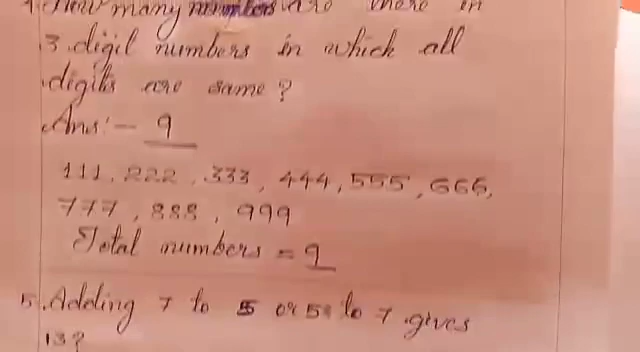 How many numbers are there in
3 digit numbers in which all
digits are same?
Ans:- 9
111, 222, 333, 444, 555, 666,
777, 888, 999
Total numbers = 9
5. Adding 7 to 5 or 5 to 7 gives
13?